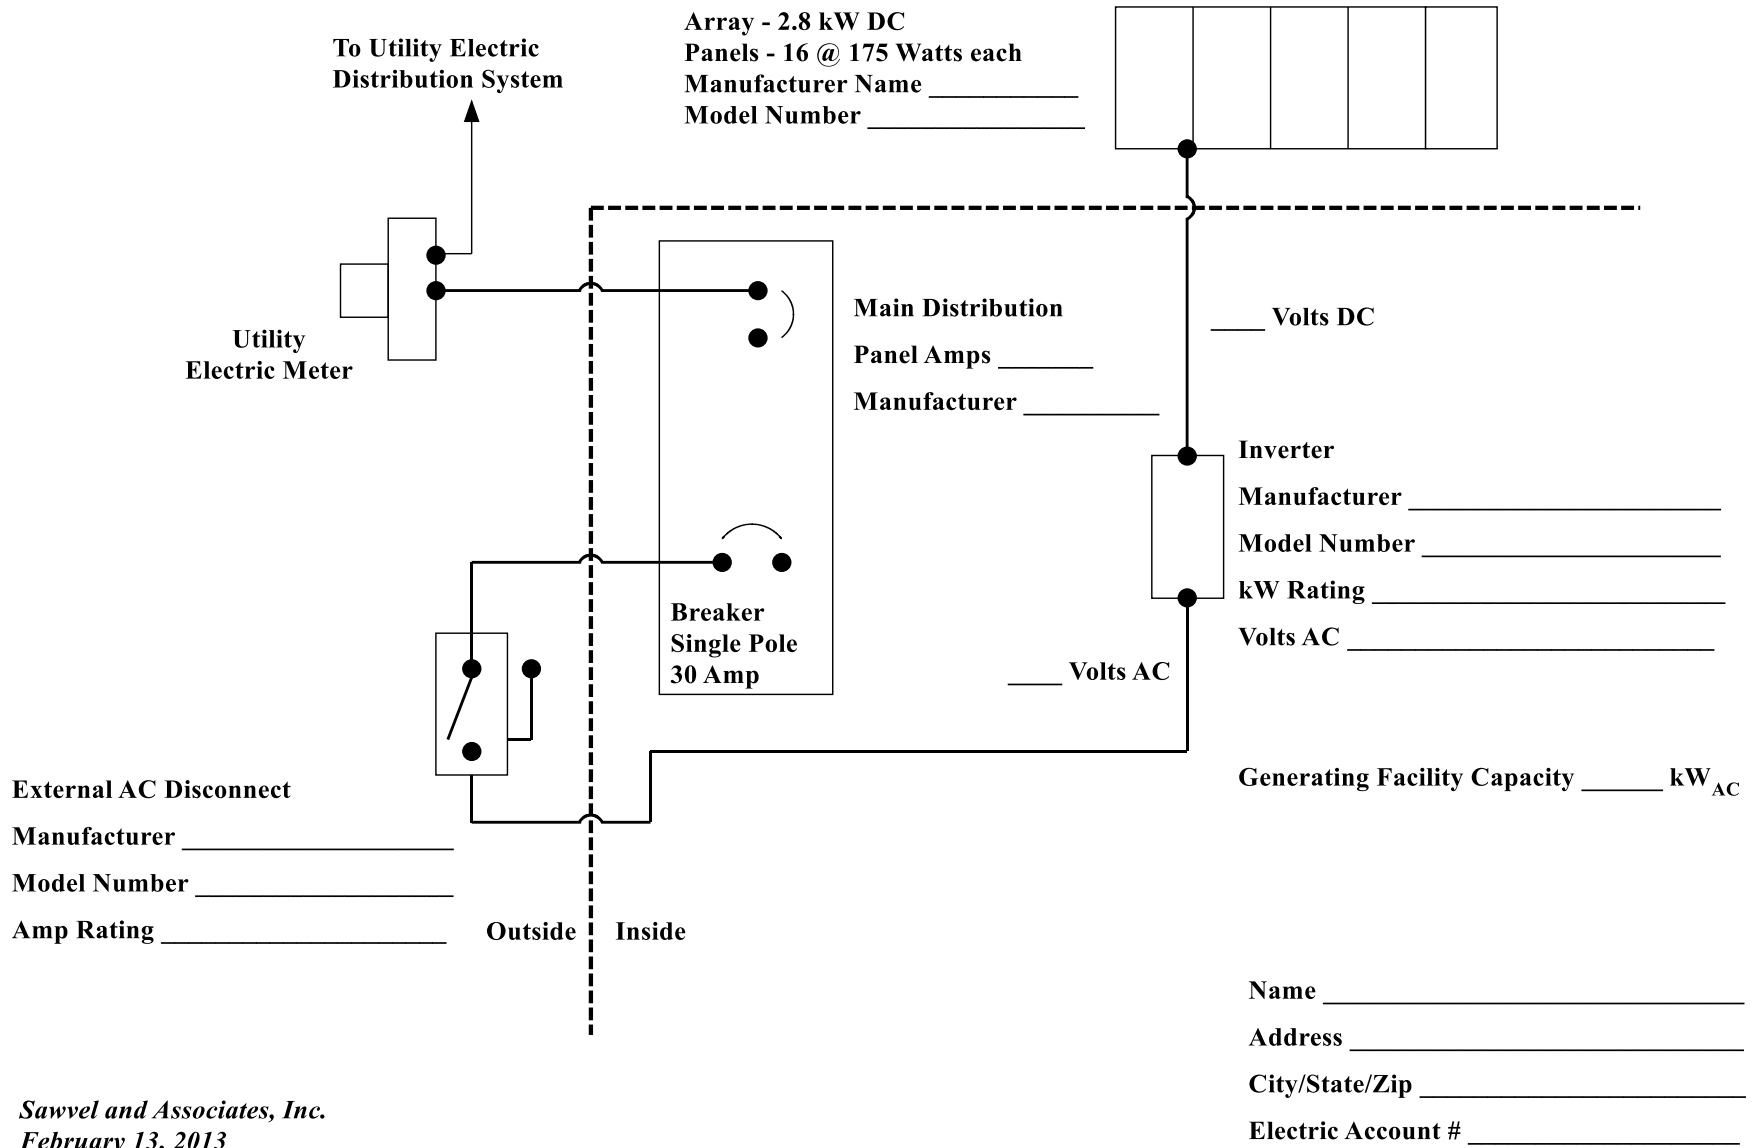 To Utility Electric
Distribution System
Array - 2.8 kW DC
Panels - 16 @ 175 Watts each
Manufacturer Name ___________
Model Number ________________
Utility
Electric Meter
Main Distribution
Panel Amps _______
Manufacturer __________
____ Volts DC
Inverter
Manufacturer _______________________
Model Number ______________________
kW Rating __________________________
Volts AC ___________________________
Breaker
Single Pole
30 Amp
____ Volts AC
Generating Facility Capacity ______ kWAC
External AC Disconnect
Manufacturer ____________________
Model Number ___________________
Amp Rating _____________________
Outside
Inside
Name _______________________________
Address _____________________________
City/State/Zip ________________________
Electric Account # ____________________
Sawvel and Associates, Inc.
February 13, 2013